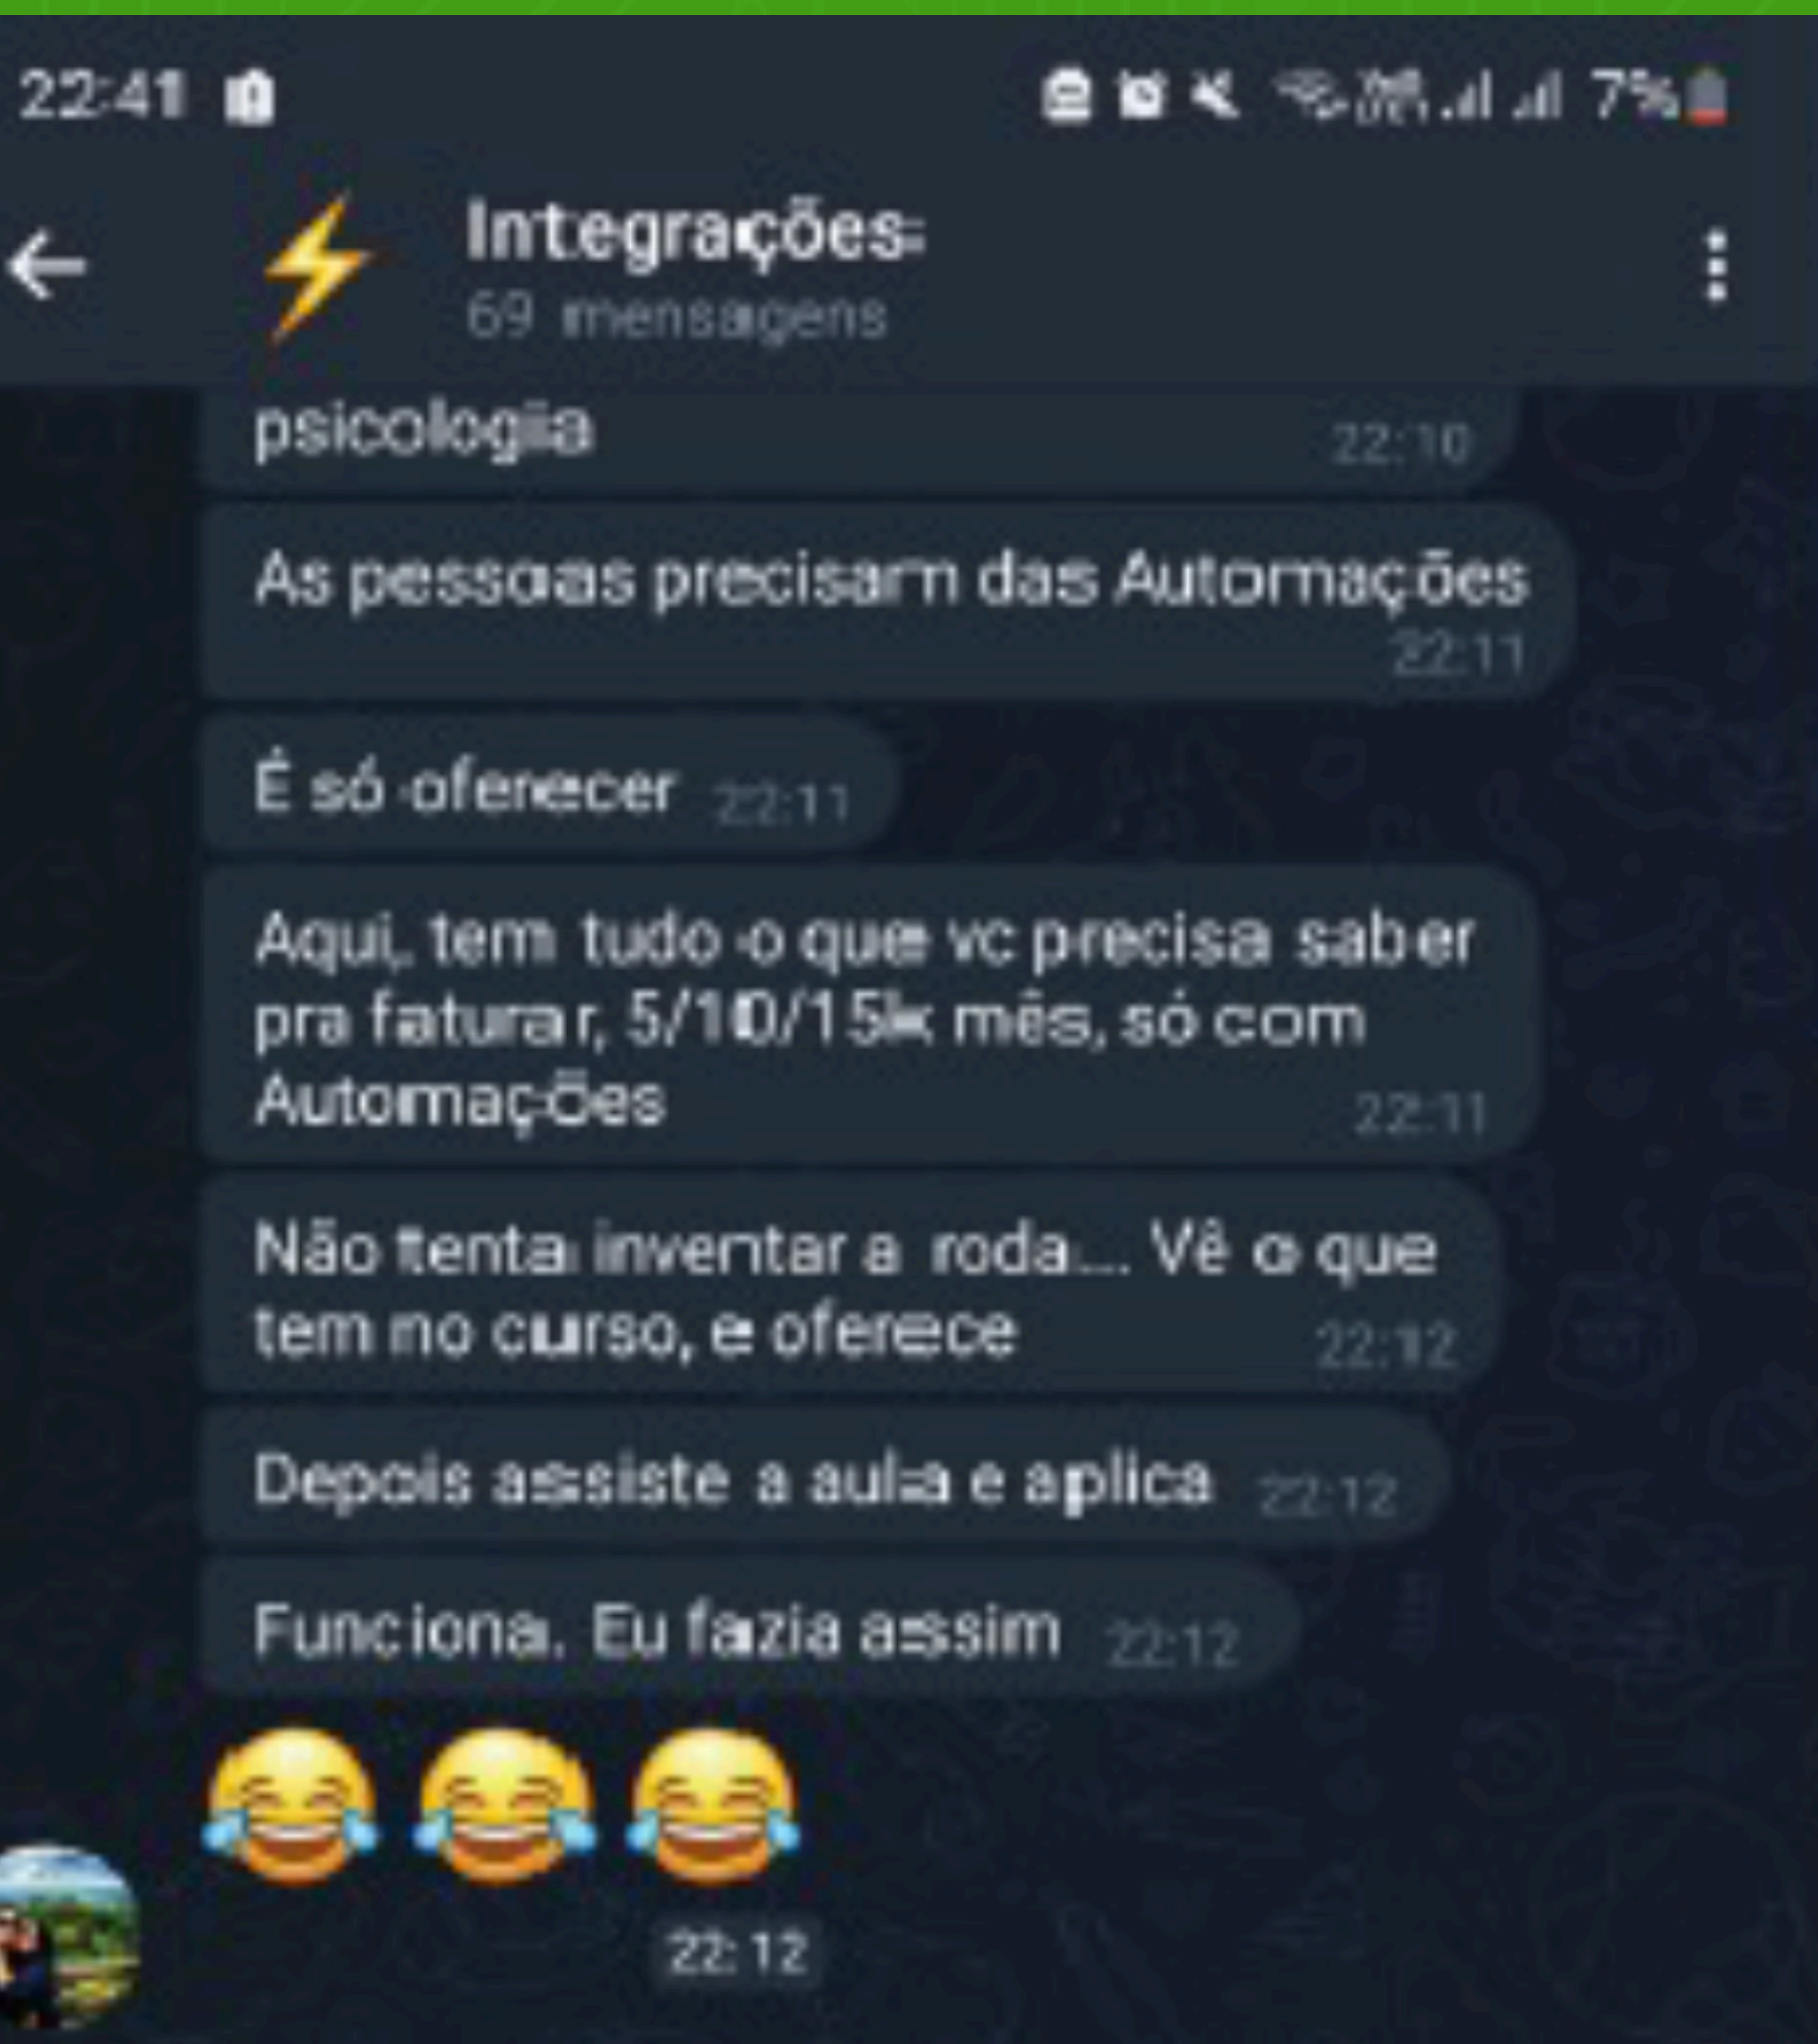 22:41
7%
Integrações
69 mensagens
psicologia 22:10
As pessoas precisam das Automações
22:11
É só oferecer 22:11
Aqui, tem tudo o que vc precisa saber
pra faturar, 5/10/15k mês, só com
Automações 22:11
Não tenta inventar a roda... Vê o que
tem no curso, e oferece 22:12
Depois assiste a aula e aplica 22:12
Funciona. Eu fazia assim 22:12
22:12